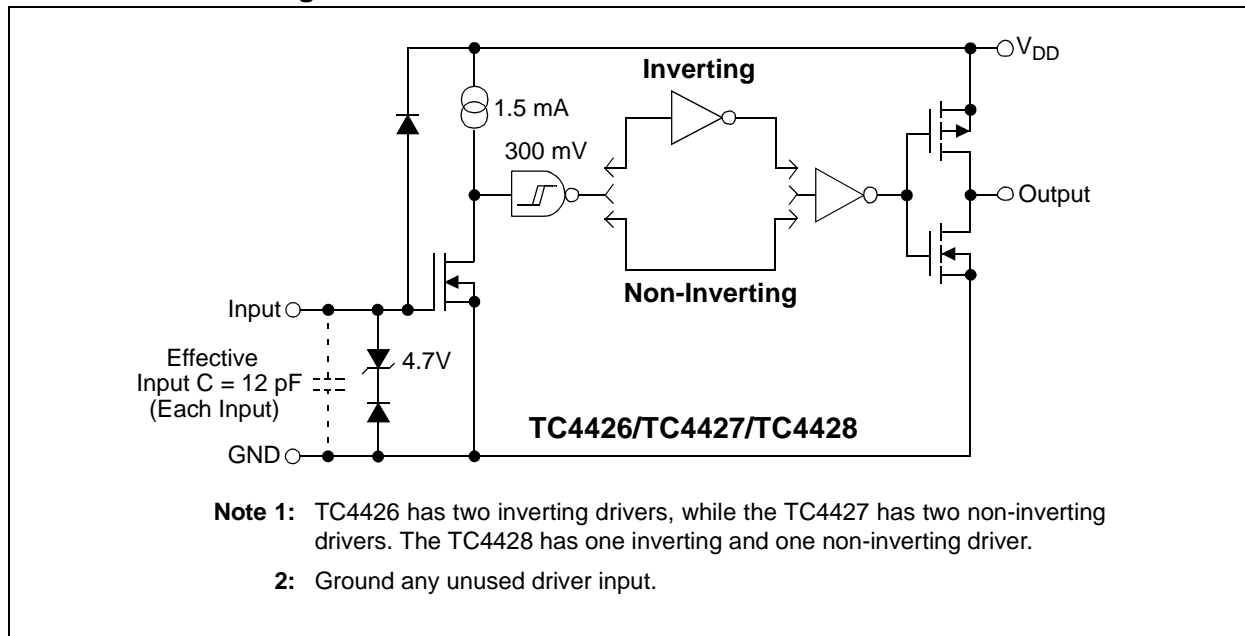 Inverting
V_DD
1.5 mA
300 mV
Output
Non-Inverting
Input
Effective
Input C = 12 pF
(Each Input)
4.7V
TC4426/TC4427/TC4428
GND
Note 1: TC4426 has two inverting drivers, while the TC4427 has two non-inverting
drivers. The TC4428 has one inverting and one non-inverting driver.
2: Ground any unused driver input.